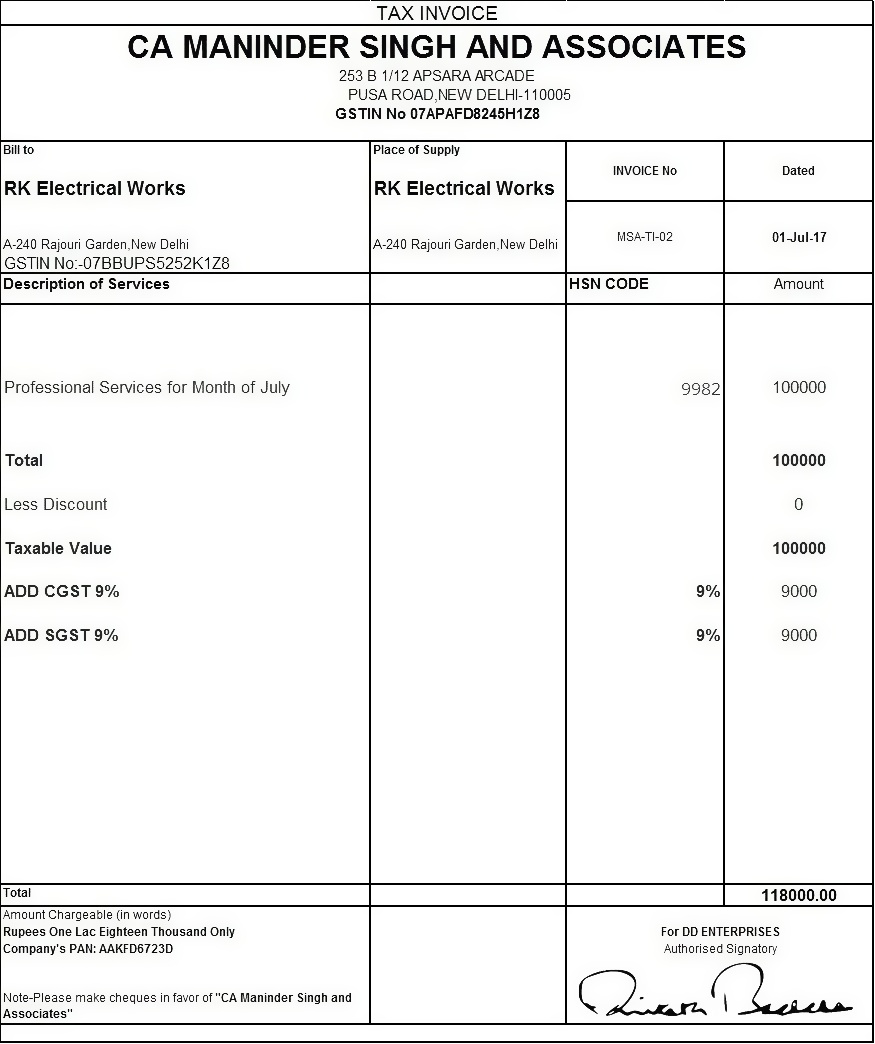 TAX INVOICE
CA MANINDER SINGH AND ASSOCIATES
253 B 1/12 APSARA ARCADE
PUSA ROAD,NEW DELHI-110005
GSTIN No 07APAFD8245H1Z8
Bill to
RK Electrical Works
A-240 Rajouri Garden,New Delhi
GSTIN No:-07BBUPS5252K1Z8
Place of Supply
RK Electrical Works
A-240 Rajouri Garden,New Delhi
INVOICE No
MSA-TI-02
Dated
01-Jul-17
Description of Services HSN CODE Amount
Professional Services for Month of July 9982 100000
Total 100000
Less Discount 0
Taxable Value 100000
ADD CGST 9% 9% 9000
ADD SGST 9% 9% 9000
Total 118000.00
Amount Chargeable (in words)
Rupees One Lac Eighteen Thousand Only
Company's PAN: AAKFD6723D
Note-Please make cheques in favor of "CA Maninder Singh and
Associates"
For DD ENTERPRISES
Authorised Signatory